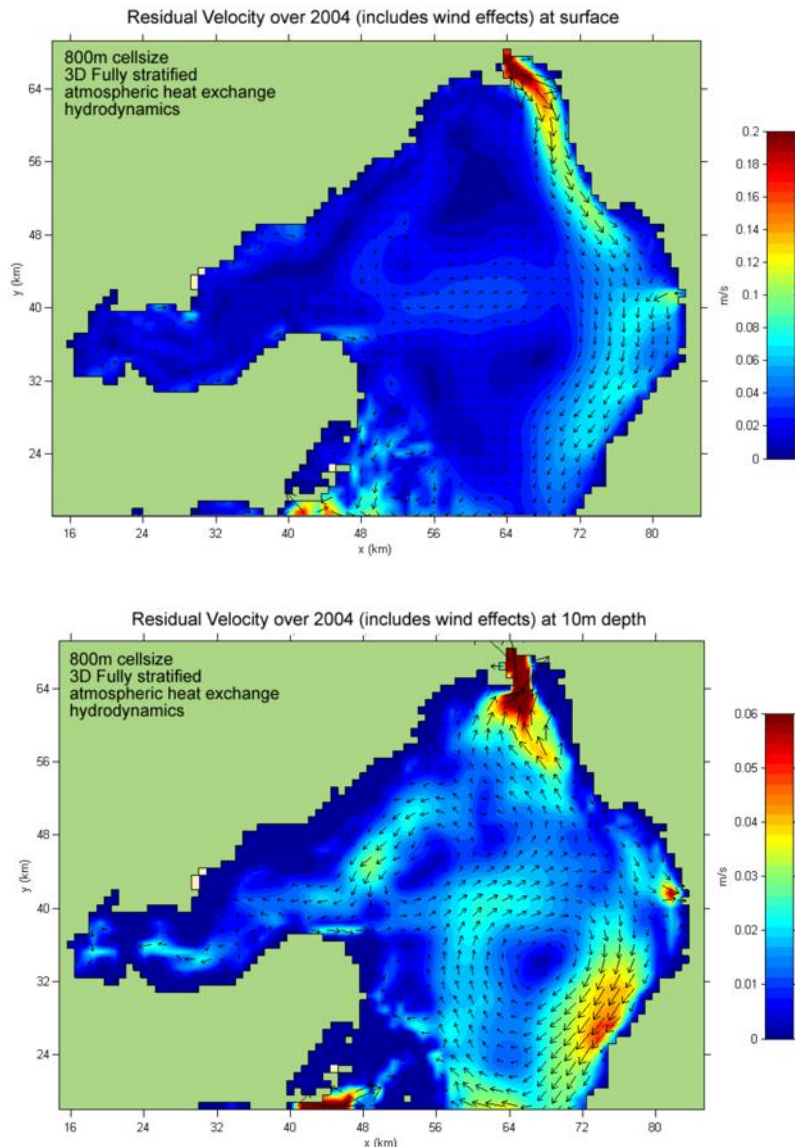 Residual Velocity over 2004 (includes wind effects) at surface
800m cellsize
3D Fully stratified
atmospheric heat exchange
hydrodynamics
64
56
48
40
32
24
y (km)
16 24 32 40 48 56 64 72 80
x (km)
0.2
0.18
0.16
0.14
0.12
0.1
0.08
0.06
0.04
0.02
0
m/s
Residual Velocity over 2004 (includes wind effects) at 10m depth
800m cellsize
3D Fully stratified
atmospheric heat exchange
hydrodynamics
64
56
48
40
32
24
y (km)
16 24 32 40 48 56 64 72 80
x (km)
0.06
0.05
0.04
0.03
0.02
0.01
0
m/s